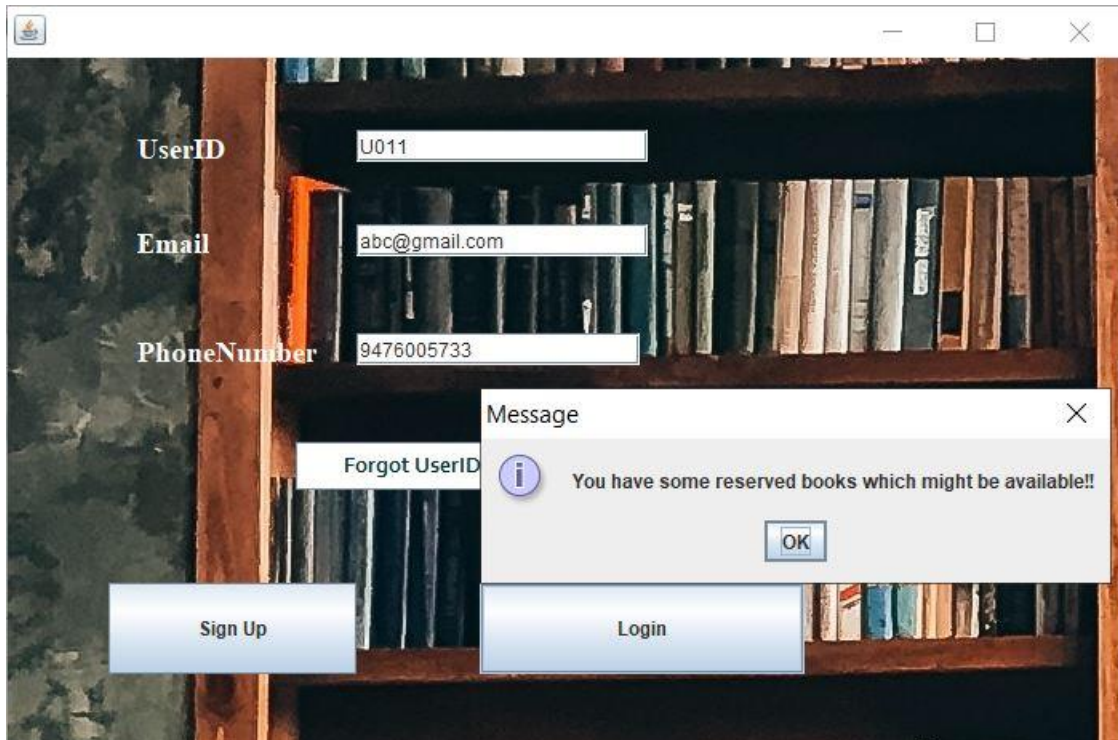 UserID
U011
Email
abc@gmail.com
PhoneNumber
9476005733
Message
Forgot UserID
You have some reserved books which might be available!!
OK
Sign Up
Login